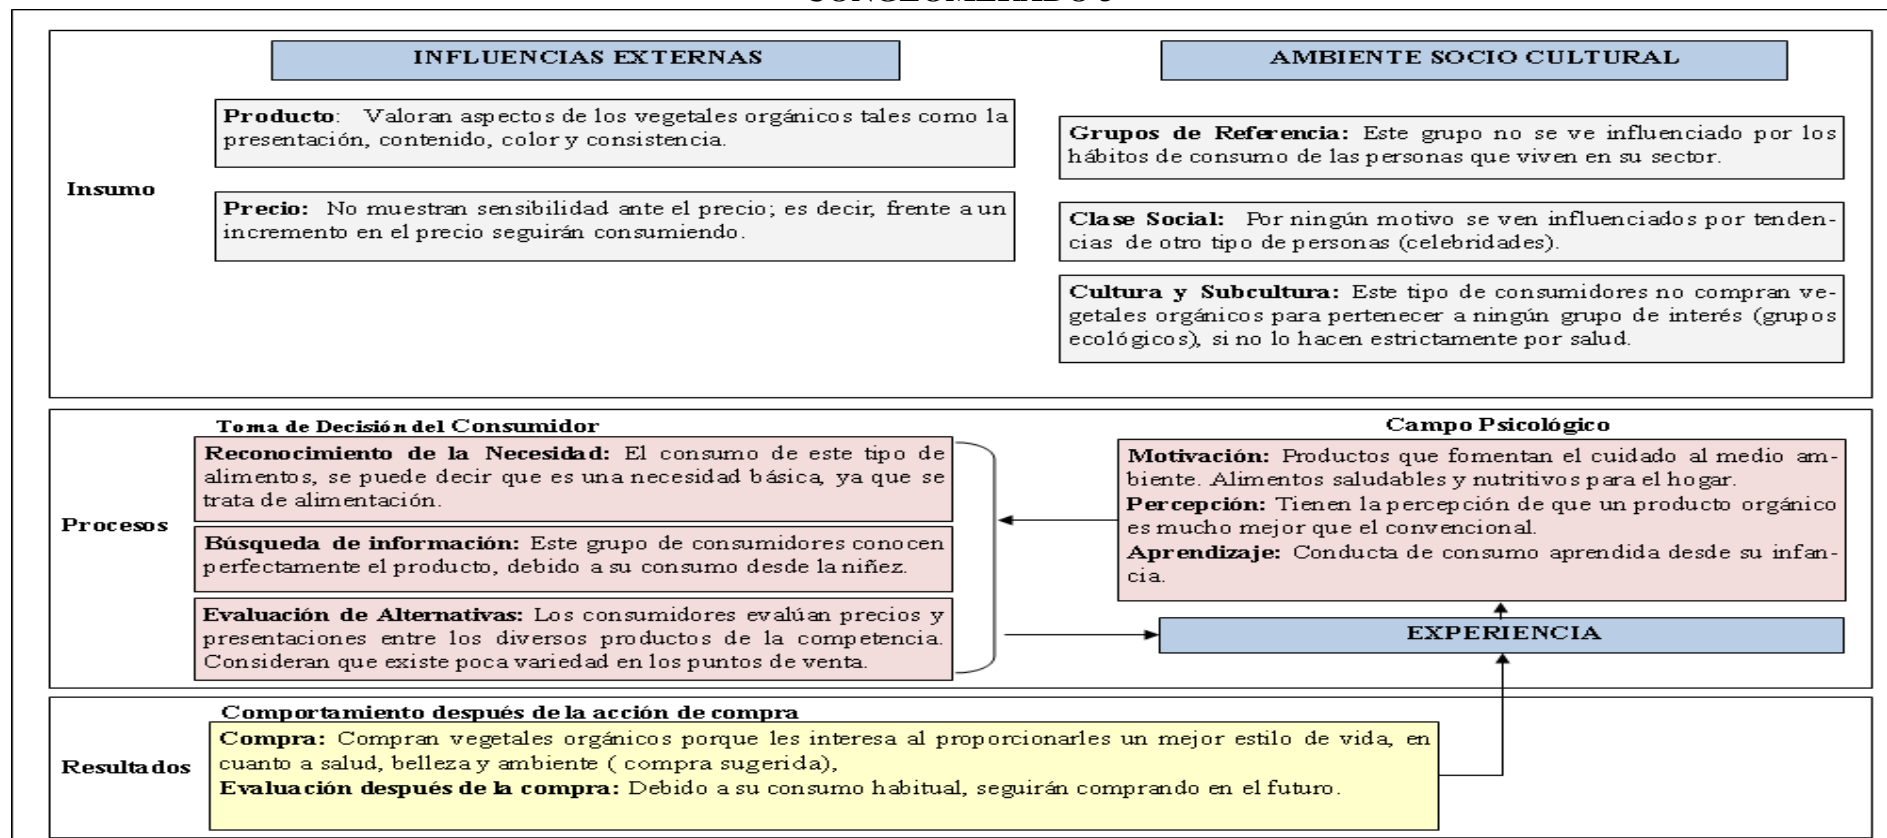 INFLUENCIAS EXTERNAS
AMBIENTE SOCIO CULTURAL
Insumo
Producto:  Valoran aspectos de los vegetales orgánicos tales como la
presentación, contenido, color y consistencia.
Precio:  No muestran sensibilidad ante el precio; es decir, frente a un
incremento en el precio seguirán consumiendo.
Grupos de Referencia: Este grupo no se ve influenciado por los
hábitos de consumo de las personas que viven en su sector.
Clase Social:  Por ningún motivo se ven influenciados por tenden-
cias de otro tipo de personas (celebridades).
Cultura y Subcultura: Este tipo de consumidores no compran ve-
getales orgánicos para pertenecer a ningún grupo de interés (grupos
ecológicos), si no lo hacen estrictamente por salud.
Procesos
Toma de Decisión del Consumidor
Reconocimiento de la Necesidad: El consumo de este tipo de
alimentos, se puede decir que es una necesidad básica, ya que se
trata de alimentación.
Búsqueda de información: Este grupo de consumidores conocen
perfectamente el producto, debido a su consumo desde la niñez.
Evaluación de Alternativas: Los consumidores evalúan precios y
presentaciones entre los diversos productos de la competencia.
Consideran que existe poca variedad en los puntos de venta.
Campo Psicológico
Motivación: Productos que fomentan el cuidado al medio am-
biente. Alimentos saludables y nutritivos para el hogar.
Percepción: Tienen la percepción de que un producto orgánico
es mucho mejor que el convencional.
Aprendizaje: Conducta de consumo aprendida desde su infan-
cia.
EXPERIENCIA
Resultados
Comportamiento después de la acción de compra
Compra: Compran vegetales orgánicos porque les interesa al proporcionarles un mejor estilo de vida, en
cuanto a salud, belleza y ambiente ( compra sugerida),
Evaluación después de la compra: Debido a su consumo habitual, seguirán comprando en el futuro.